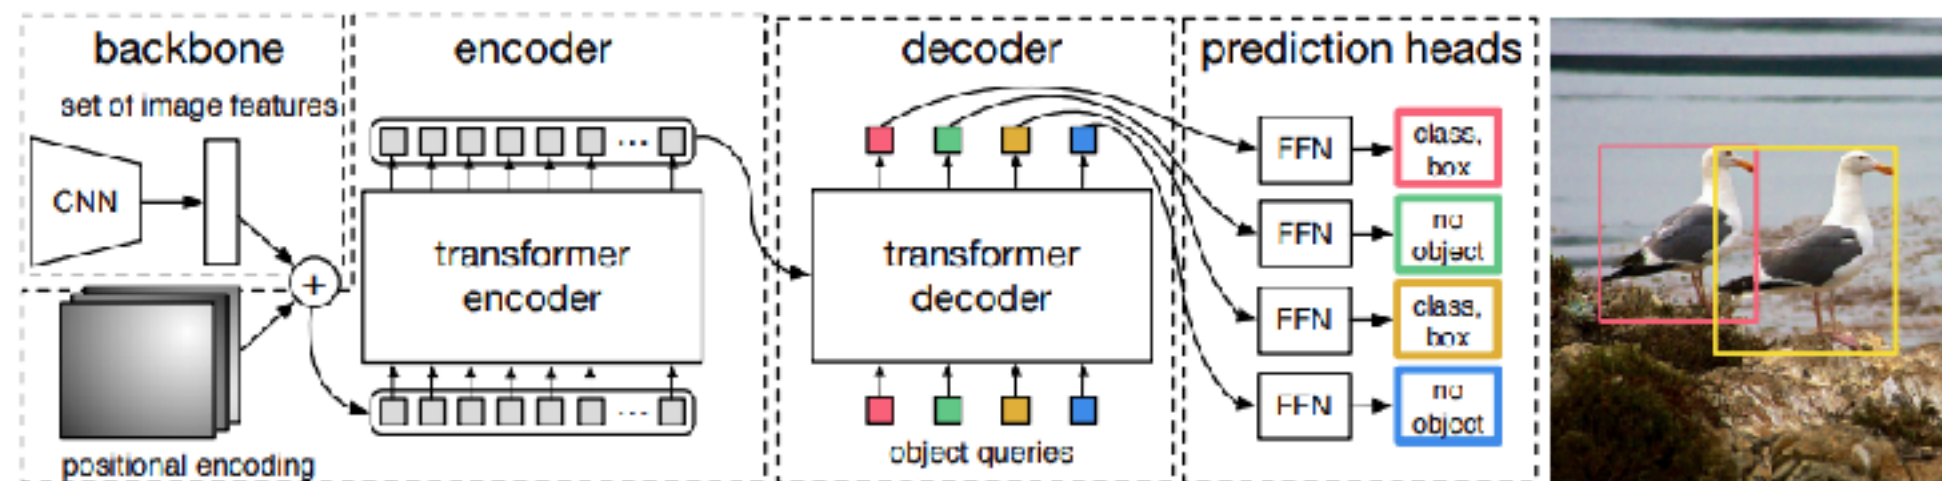 backbone
set of image features
CNN
+
positional encoding
encoder
...
transformer
encoder
...
decoder
transformer
decoder
object queries
prediction heads
FFN
class,
box
FFN
no
object
FFN
class,
box
FFN
no
object